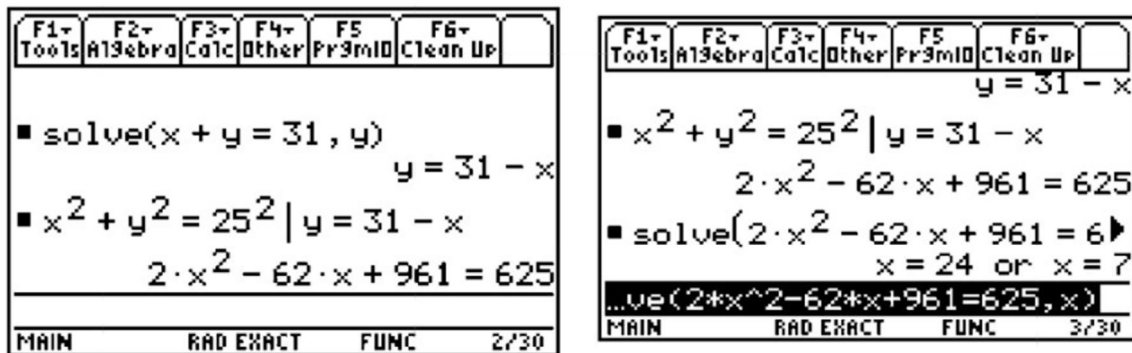 F1▾ F2▾ F3▾ F4▾ F5 F6▾
Tools Algebra Calc Other PrgmIO Clean Up
■ solve(x + y = 31, y)
y = 31 - x
■ x² + y² = 25² | y = 31 - x
2·x² - 62·x + 961 = 625
MAIN RAD EXACT FUNC 2/30
F1▾ F2▾ F3▾ F4▾ F5 F6▾
Tools Algebra Calc Other PrgmIO Clean Up
y = 31 - x
■ x² + y² = 25² | y = 31 - x
2·x² - 62·x + 961 = 625
■ solve(2·x² - 62·x + 961 = 6▶
x = 24 or x = 7
…ve(2*x^2-62*x+961=625,x)
MAIN RAD EXACT FUNC 3/30